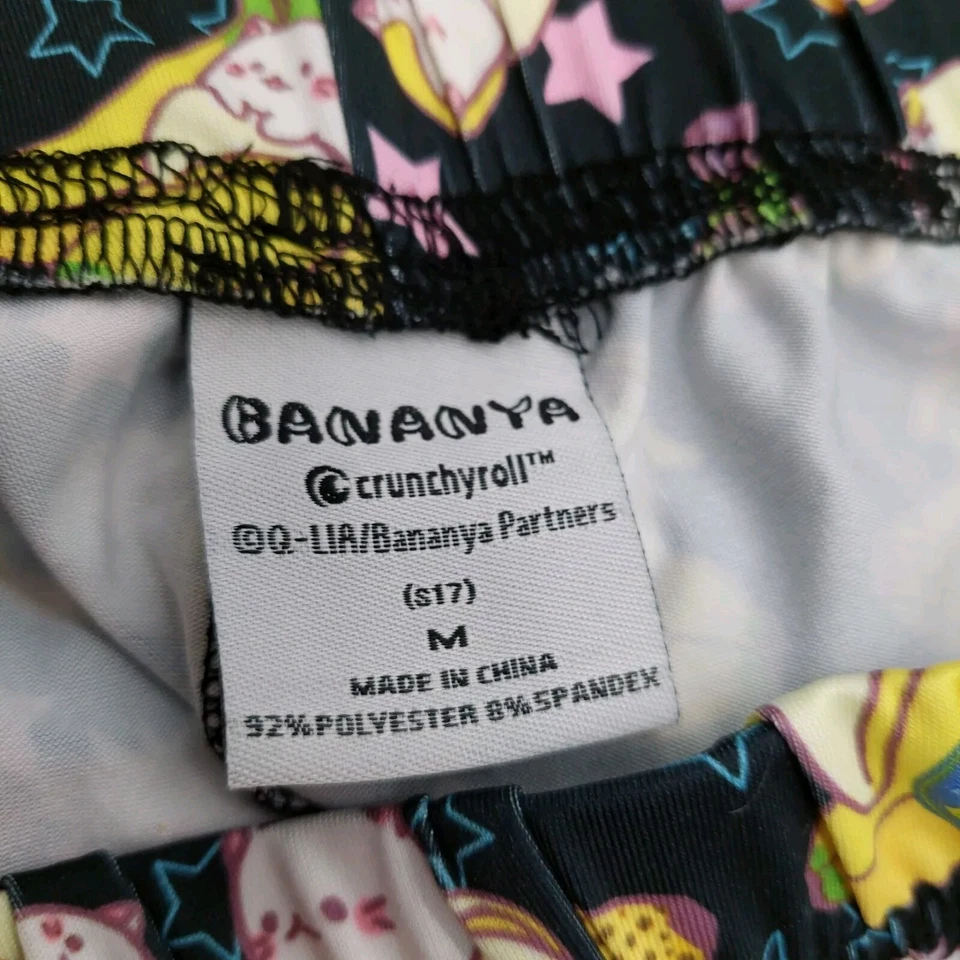 BANANYA
crunchyroll™
©Q-LIA/Bananya Partners
(S17)
M
MADE IN CHINA
92%POLYESTER 8%SPANDEX